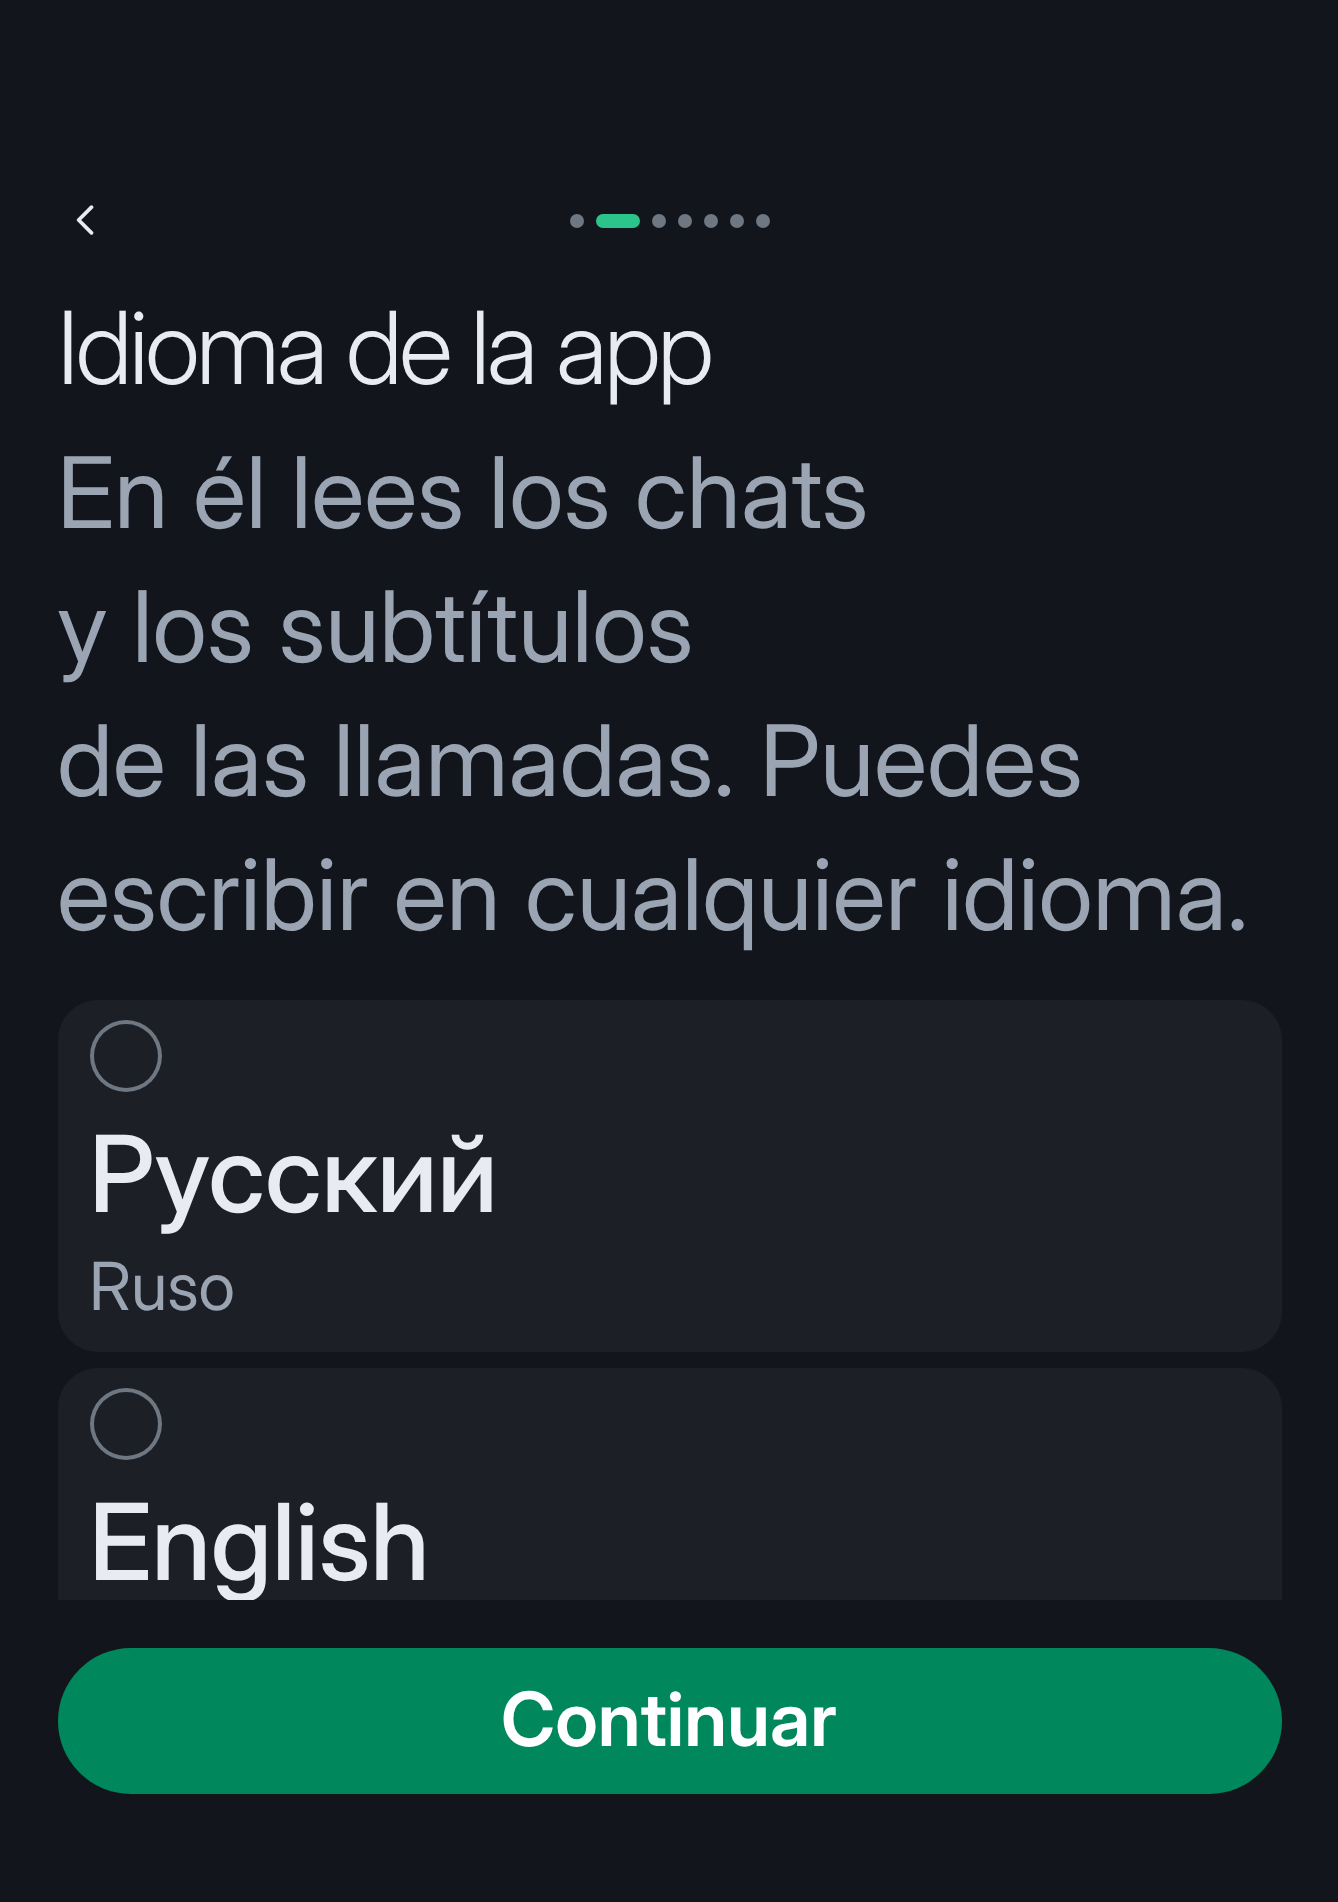 Idioma de la app
En él lees los chats
y los subtítulos
de las llamadas. Puedes
escribir en cualquier idioma.
Русский
Ruso
English
Continuar